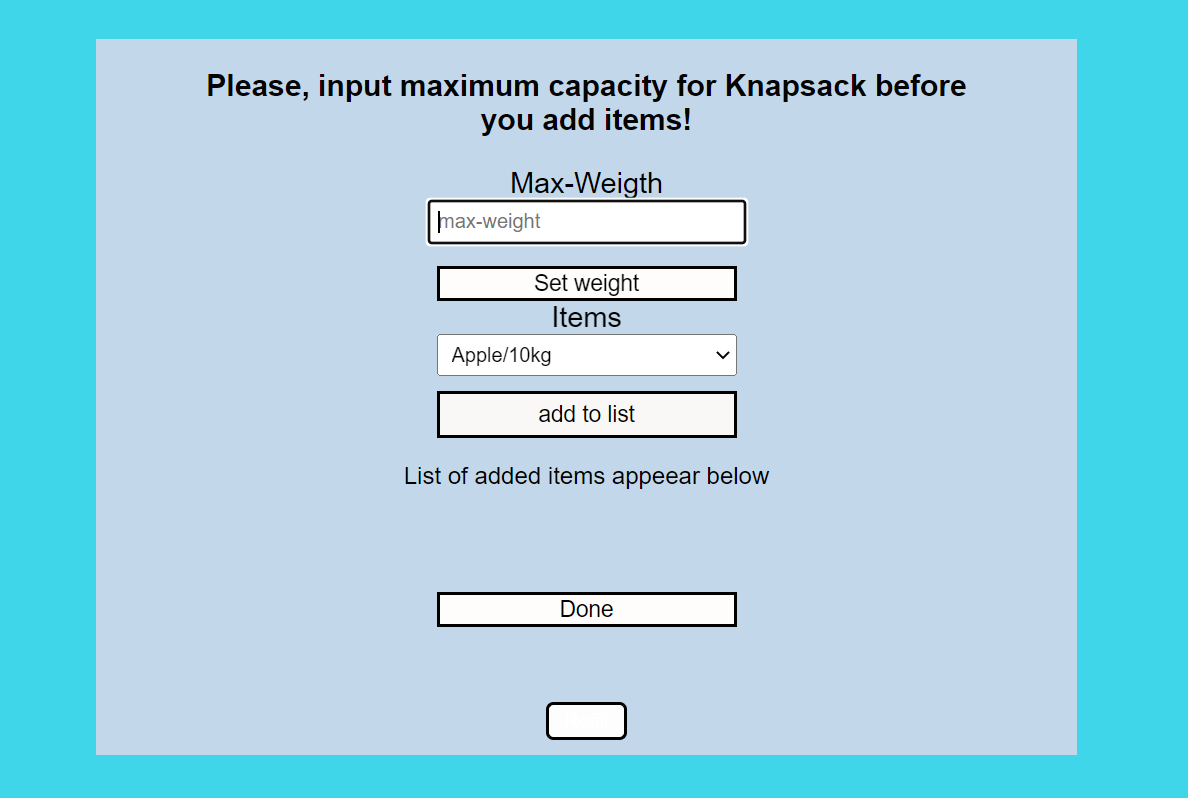 Please, input maximum capacity for Knapsack before
you add items!
Max-Weigth
max-weight
Set weight
Items
Apple/10kg
add to list
List of added items appeear below
Done